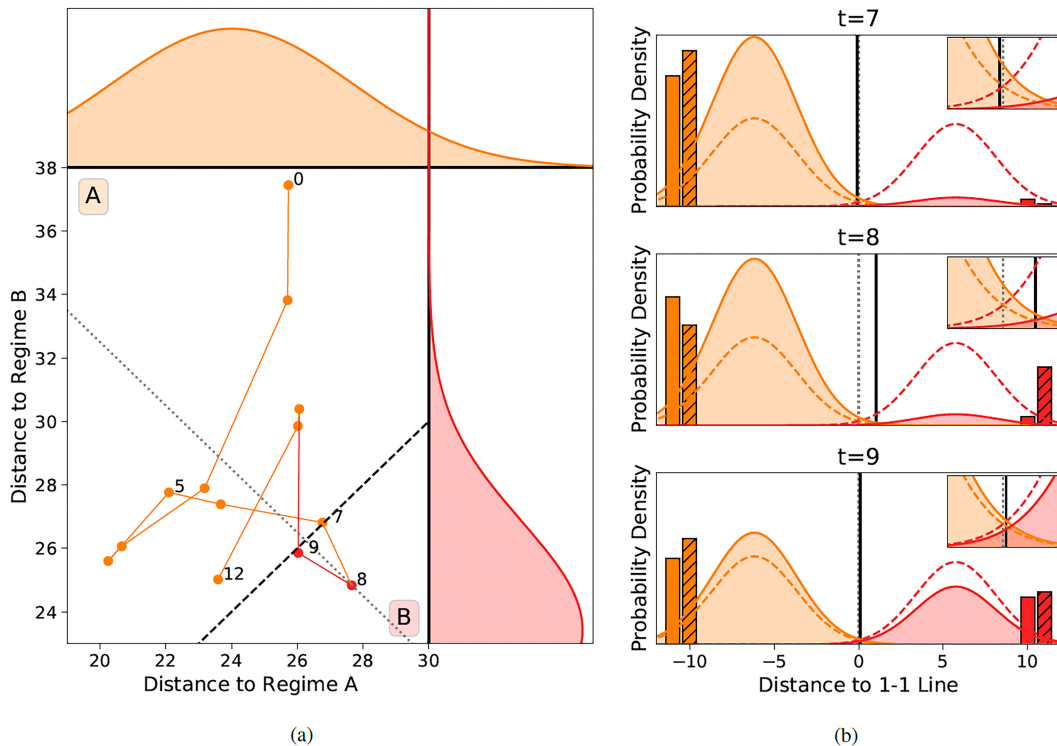 A
0
38
36
34
32
30
28
26
24
Distance to Regime B
5
7
9
12
8
B
20
22
24
26
28
30
Distance to Regime A
(a)
t=7
Probability Density
t=8
Probability Density
t=9
Probability Density
−10
−5
0
5
10
Distance to 1-1 Line
(b)